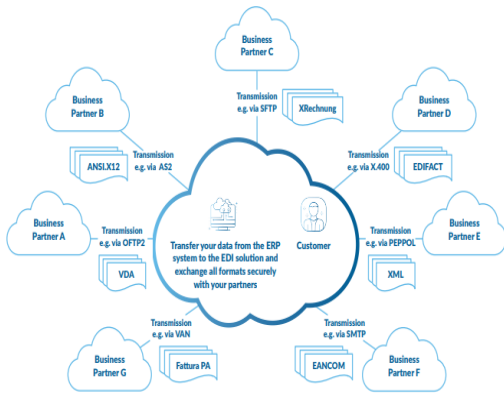 Business
Partner C
Transmission
e.g. via SFTP
XRechnung
Business
Partner B
Transmission
e.g. via AS2
ANSI.X12
Business
Partner D
Transmission
e.g. via X.400
EDIFACT
Business
Partner A
Transmission
e.g. via OFTP2
VDA
Transfer your data from the ERP
system to the EDI solution and
exchange all formats securely
with your partners
Customer
Transmission
e.g. via PEPPOL
XML
Business
Partner E
Transmission
e.g. via VAN
Business
Partner G
Fattura PA
Transmission
e.g. via SMTP
EANCOM
Business
Partner F